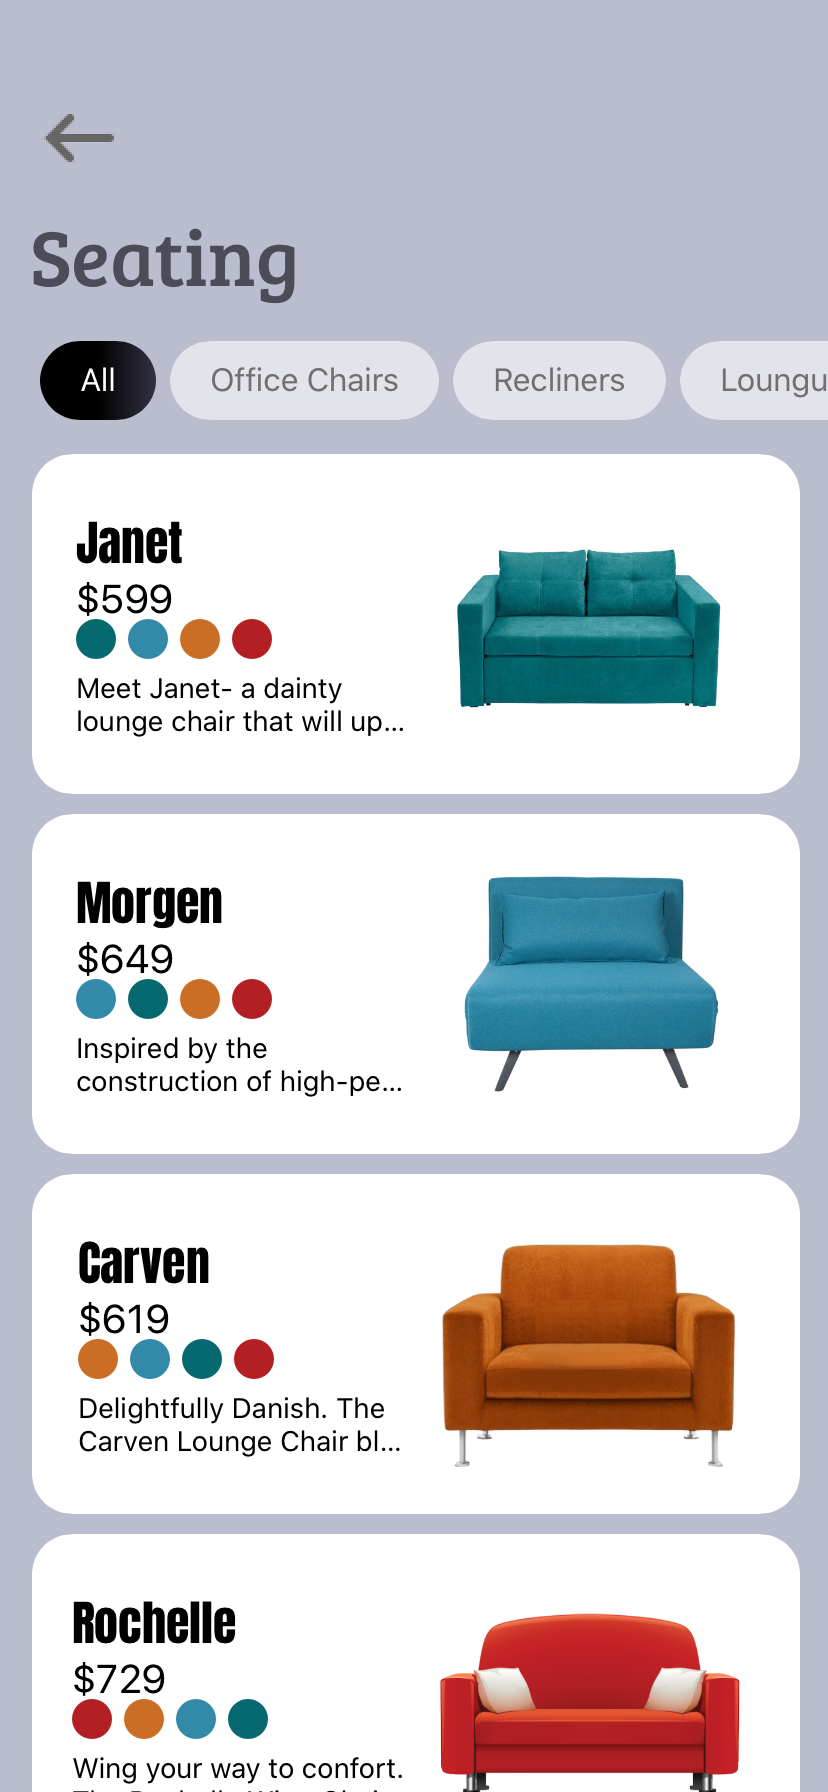 Seating
All
Office Chairs
Recliners
Loungu
Janet
$599
Meet Janet- a dainty
lounge chair that will up...
Morgen
$649
Inspired by the
construction of high-pe...
Carven
$619
Delightfully Danish. The
Carven Lounge Chair bl...
Rochelle
$729
Wing your way to confort.